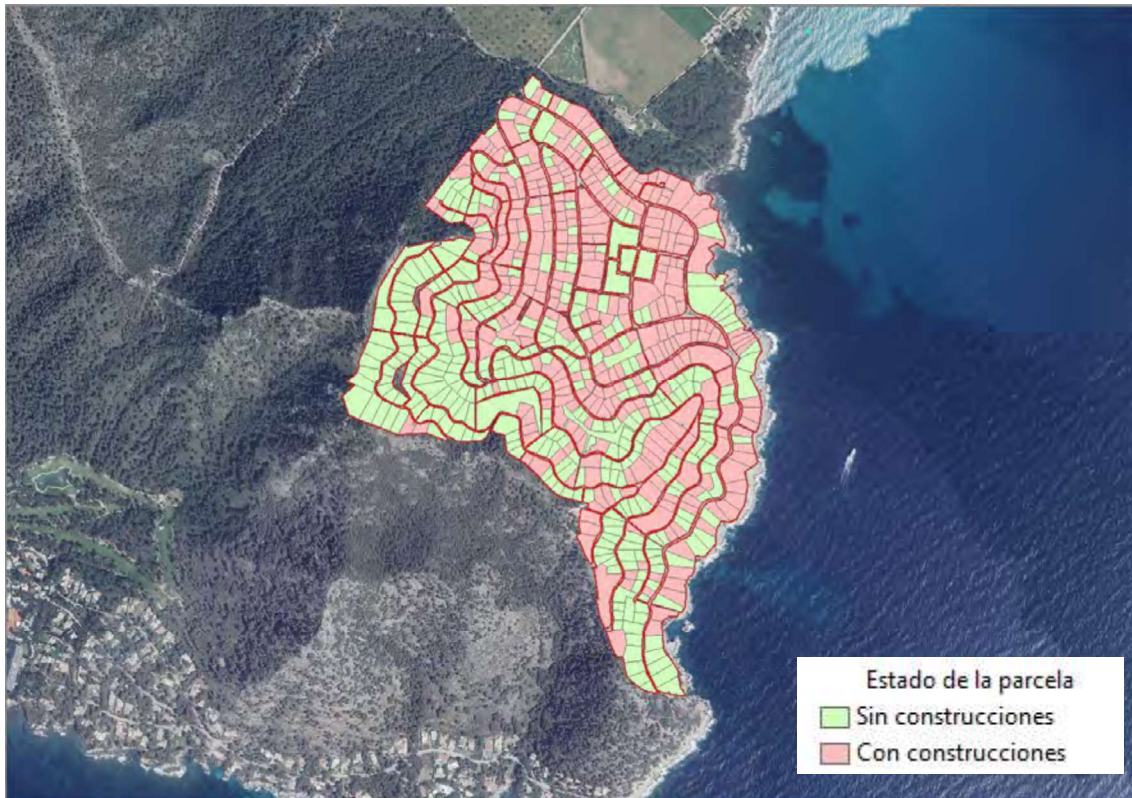 Estado de la parcela
Sin construcciones
Con construcciones